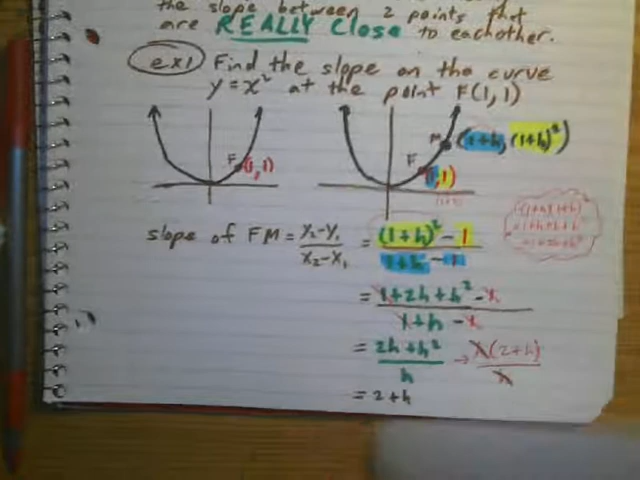 the slope between 2 points that
are REALLY Close to eachother.
ex1 Find the slope on the curve
y=x² at the point F(1,1)
F (1,1)
M (1+h, (1+h)²)
F (1,1)
slope of FM = y₂-y₁/x₂-x₁ = (1+h)²-1/1+h-1
= 1+2h+h²-1/1+h-1
= 2h+h²/h → h(2+h)/h
= 2+h